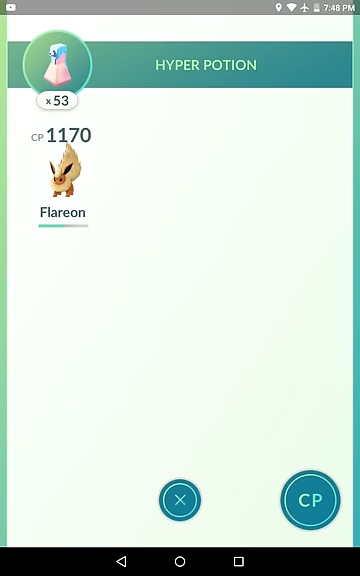 7:48 PM
HYPER POTION
x 53
CP 1170
Flareon
CP